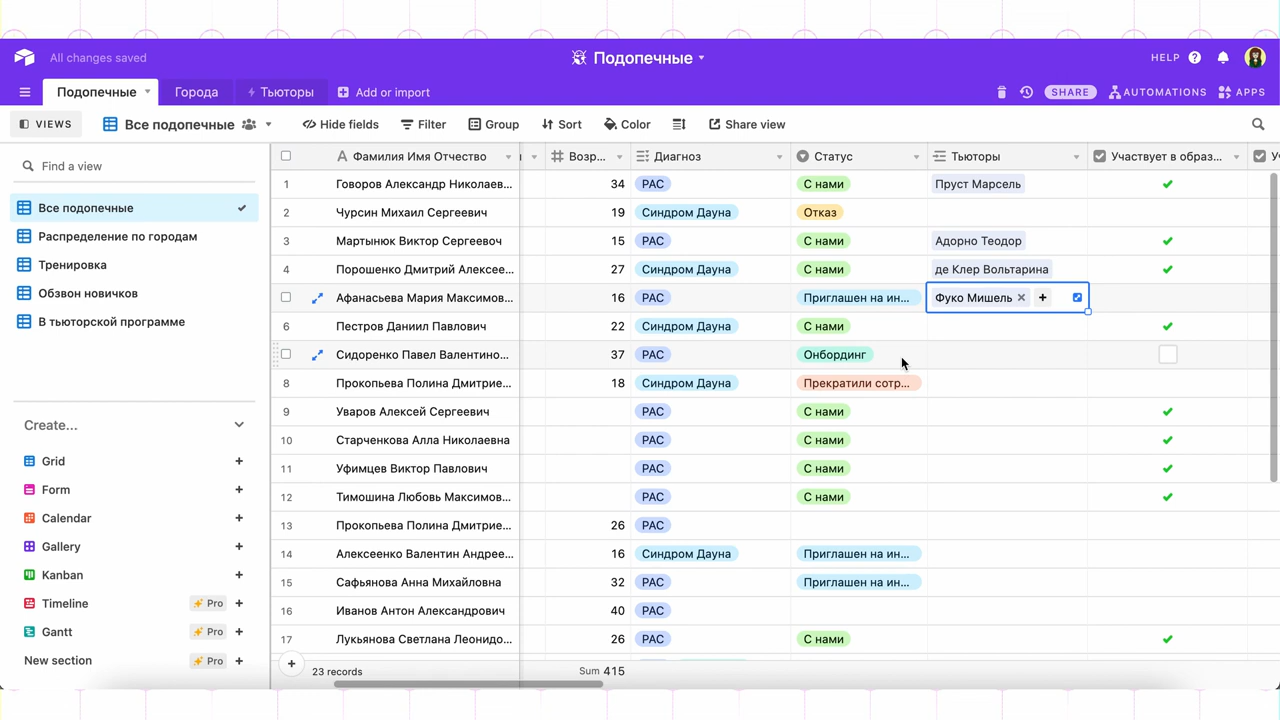 All changes saved
Подопечные
HELP
Подопечные
Города
Тьюторы
Add or import
SHARE
AUTOMATIONS
APPS
VIEWS
Все подопечные
Hide fields
Filter
Group
Sort
Color
Share view
Find a view
Все подопечные
Распределение по городам
Тренировка
Обзвон новичков
В тьюторской программе
Create...
Grid
Form
Calendar
Gallery
Kanban
Timeline Pro
Gantt Pro
New section Pro
Фамилия Имя Отчество Возр... Диагноз Статус Тьюторы Участвует в образ...
1 Говоров Александр Николаев... 34 РАС С нами Пруст Марсель
2 Чурсин Михаил Сергеевич 19 Синдром Дауна Отказ
3 Мартынюк Виктор Сергеевоч 15 РАС С нами Адорно Теодор
4 Порошенко Дмитрий Алексее... 27 Синдром Дауна С нами де Клер Вольтарина
Афанасьева Мария Максимов... 16 РАС Приглашен на ин... Фуко Мишель
6 Пестров Даниил Павлович 22 Синдром Дауна С нами
Сидоренко Павел Валентино... 37 РАС Онбординг
8 Прокопьева Полина Дмитрие... 18 Синдром Дауна Прекратили сотр...
9 Уваров Алексей Сергеевич РАС С нами
10 Старченкова Алла Николаевна РАС С нами
11 Уфимцев Виктор Павлович РАС С нами
12 Тимошина Любовь Максимов... РАС С нами
13 Прокопьева Полина Дмитрие... 26 РАС
14 Алексеенко Валентин Андрее... 16 Синдром Дауна Приглашен на ин...
15 Сафьянова Анна Михайловна 32 РАС Приглашен на ин...
16 Иванов Антон Александрович 40 РАС
17 Лукьянова Светлана Леонидо... 26 РАС С нами
23 records Sum 415